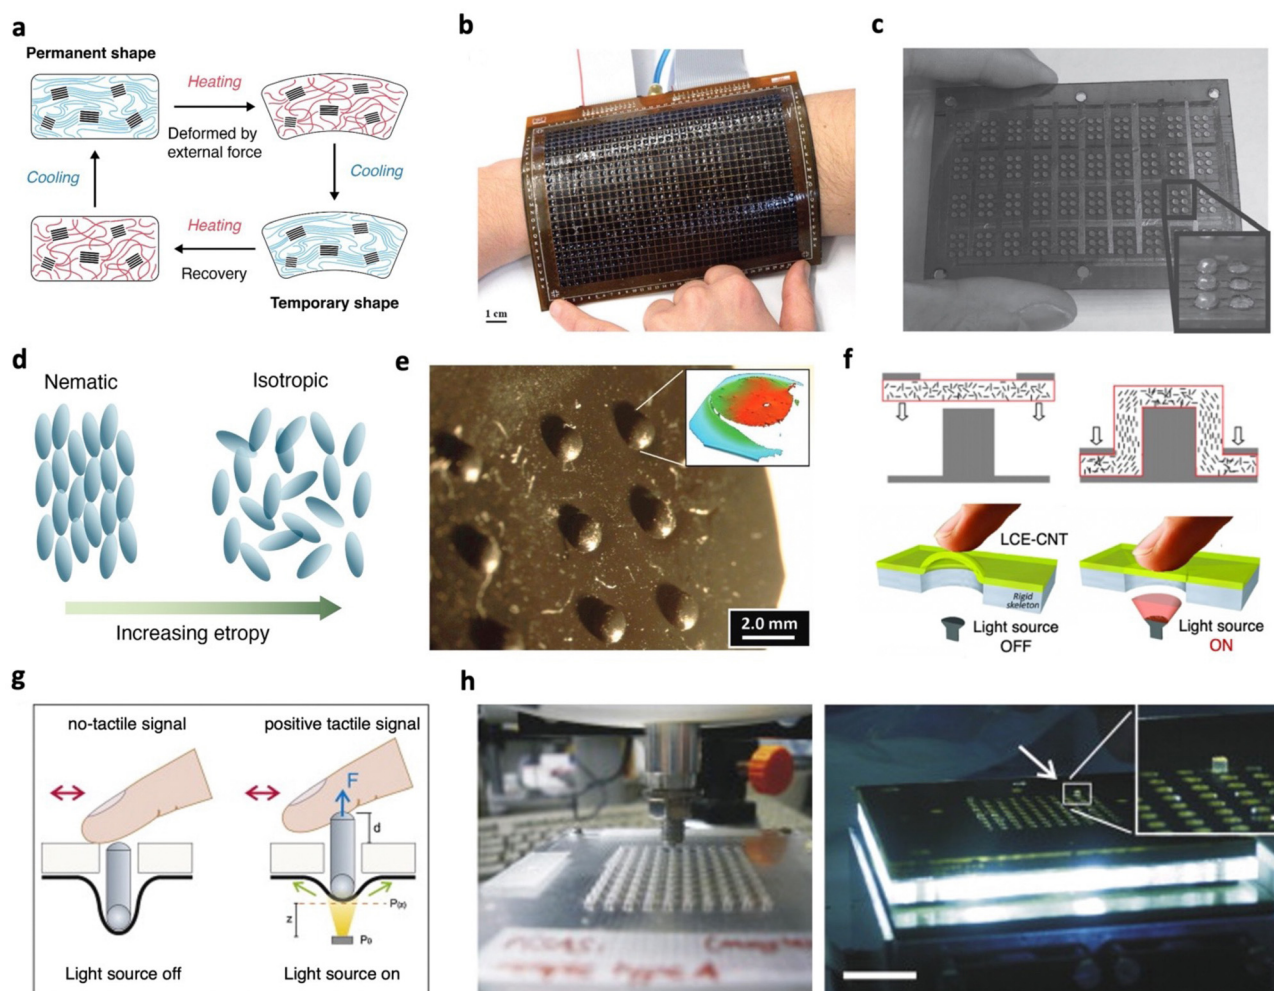 a
Permanent shape
Heating
Deformed by
external force
Cooling
Cooling
Heating
Recovery
Temporary shape
b
1 cm
c
d
Nematic
Isotropic
Increasing etropy
e
2.0 mm
f
LCE-CNT
Rigid
skeleton
Light source
OFF
Light source
ON
g
no-tactile signal
positive tactile signal
F
d
z
P(x)
P₀
Light source off
Light source on
h